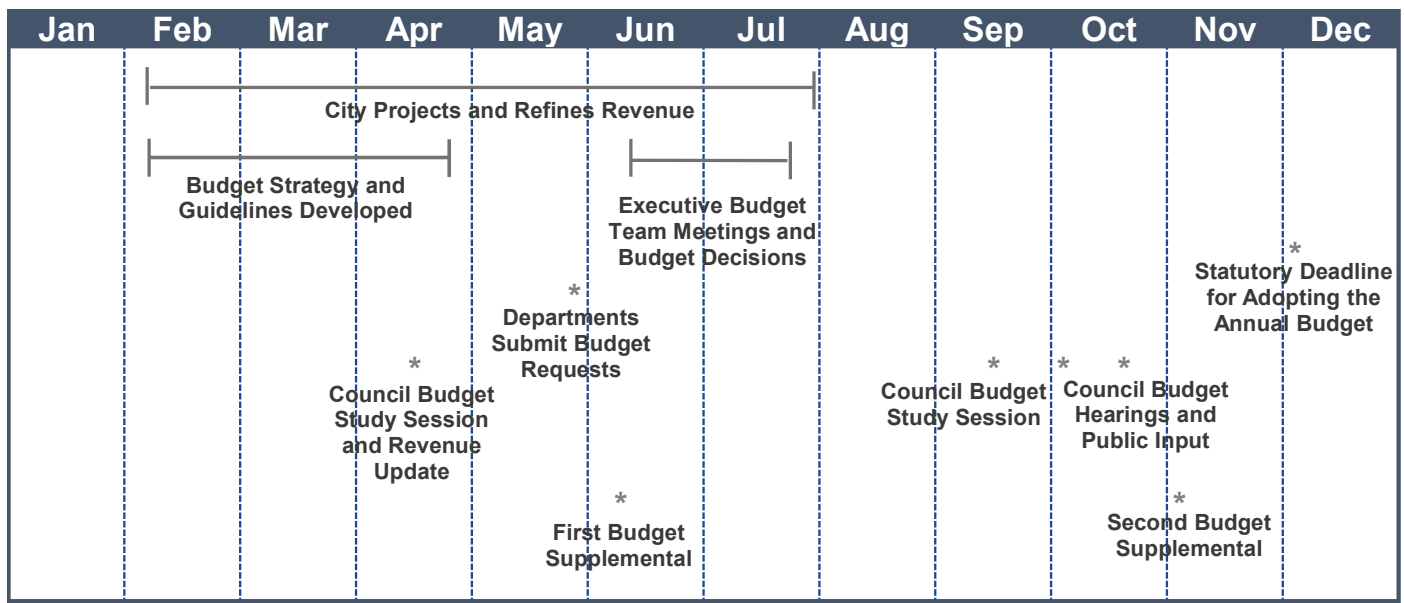 Jan Feb Mar Apr May Jun Jul Aug Sep Oct Nov Dec
City Projects and Refines Revenue
Budget Strategy and
Guidelines Developed
Executive Budget
Team Meetings and
Budget Decisions
*
Statutory Deadline
for Adopting the
Annual Budget
*
Departments
Submit Budget
Requests
*
Council Budget
Study Session
and Revenue
Update
*
Council Budget
Study Session
* *
Council Budget
Hearings and
Public Input
*
First Budget
Supplemental
*
Second Budget
Supplemental